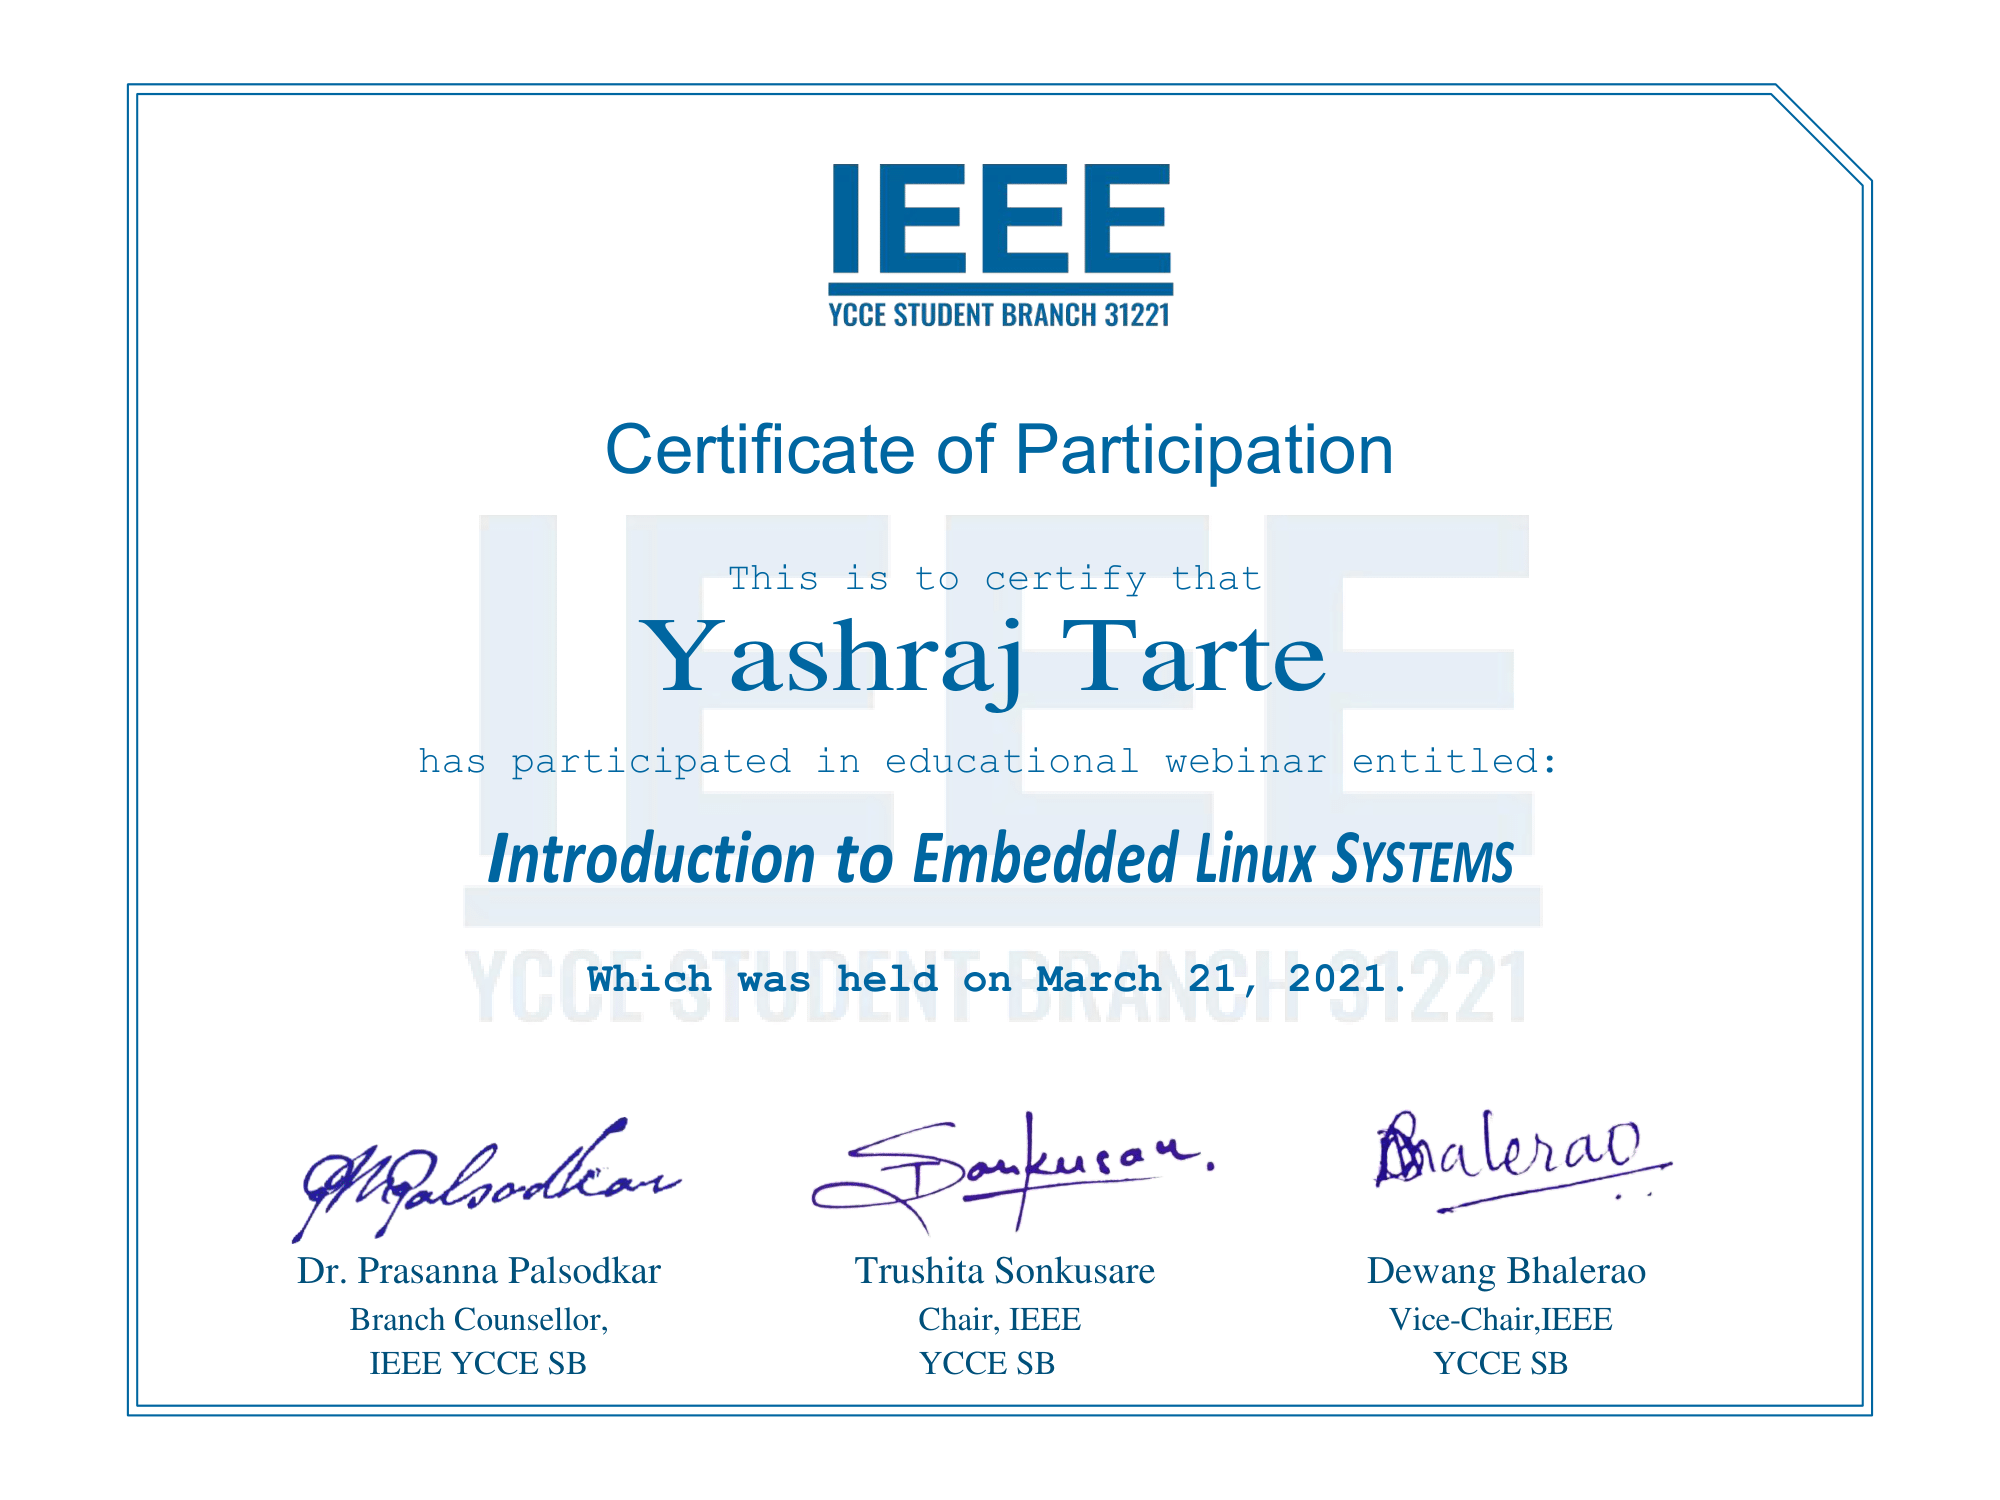 IEEE
YCCE STUDENT BRANCH 31221
Certificate of Participation
This is to certify that
Yashraj Tarte
has participated in educational webinar entitled:
Introduction to Embedded Linux SYSTEMS
Which was held on March 21, 2021.
IEEE
YCCE STUDENT BRANCH 31221
Palsodkar Sonkusare. Bhalerao
Dr. Prasanna Palsodkar Trushita Sonkusare Dewang Bhalerao
Branch Counsellor, Chair, IEEE Vice-Chair,IEEE
IEEE YCCE SB YCCE SB YCCE SB